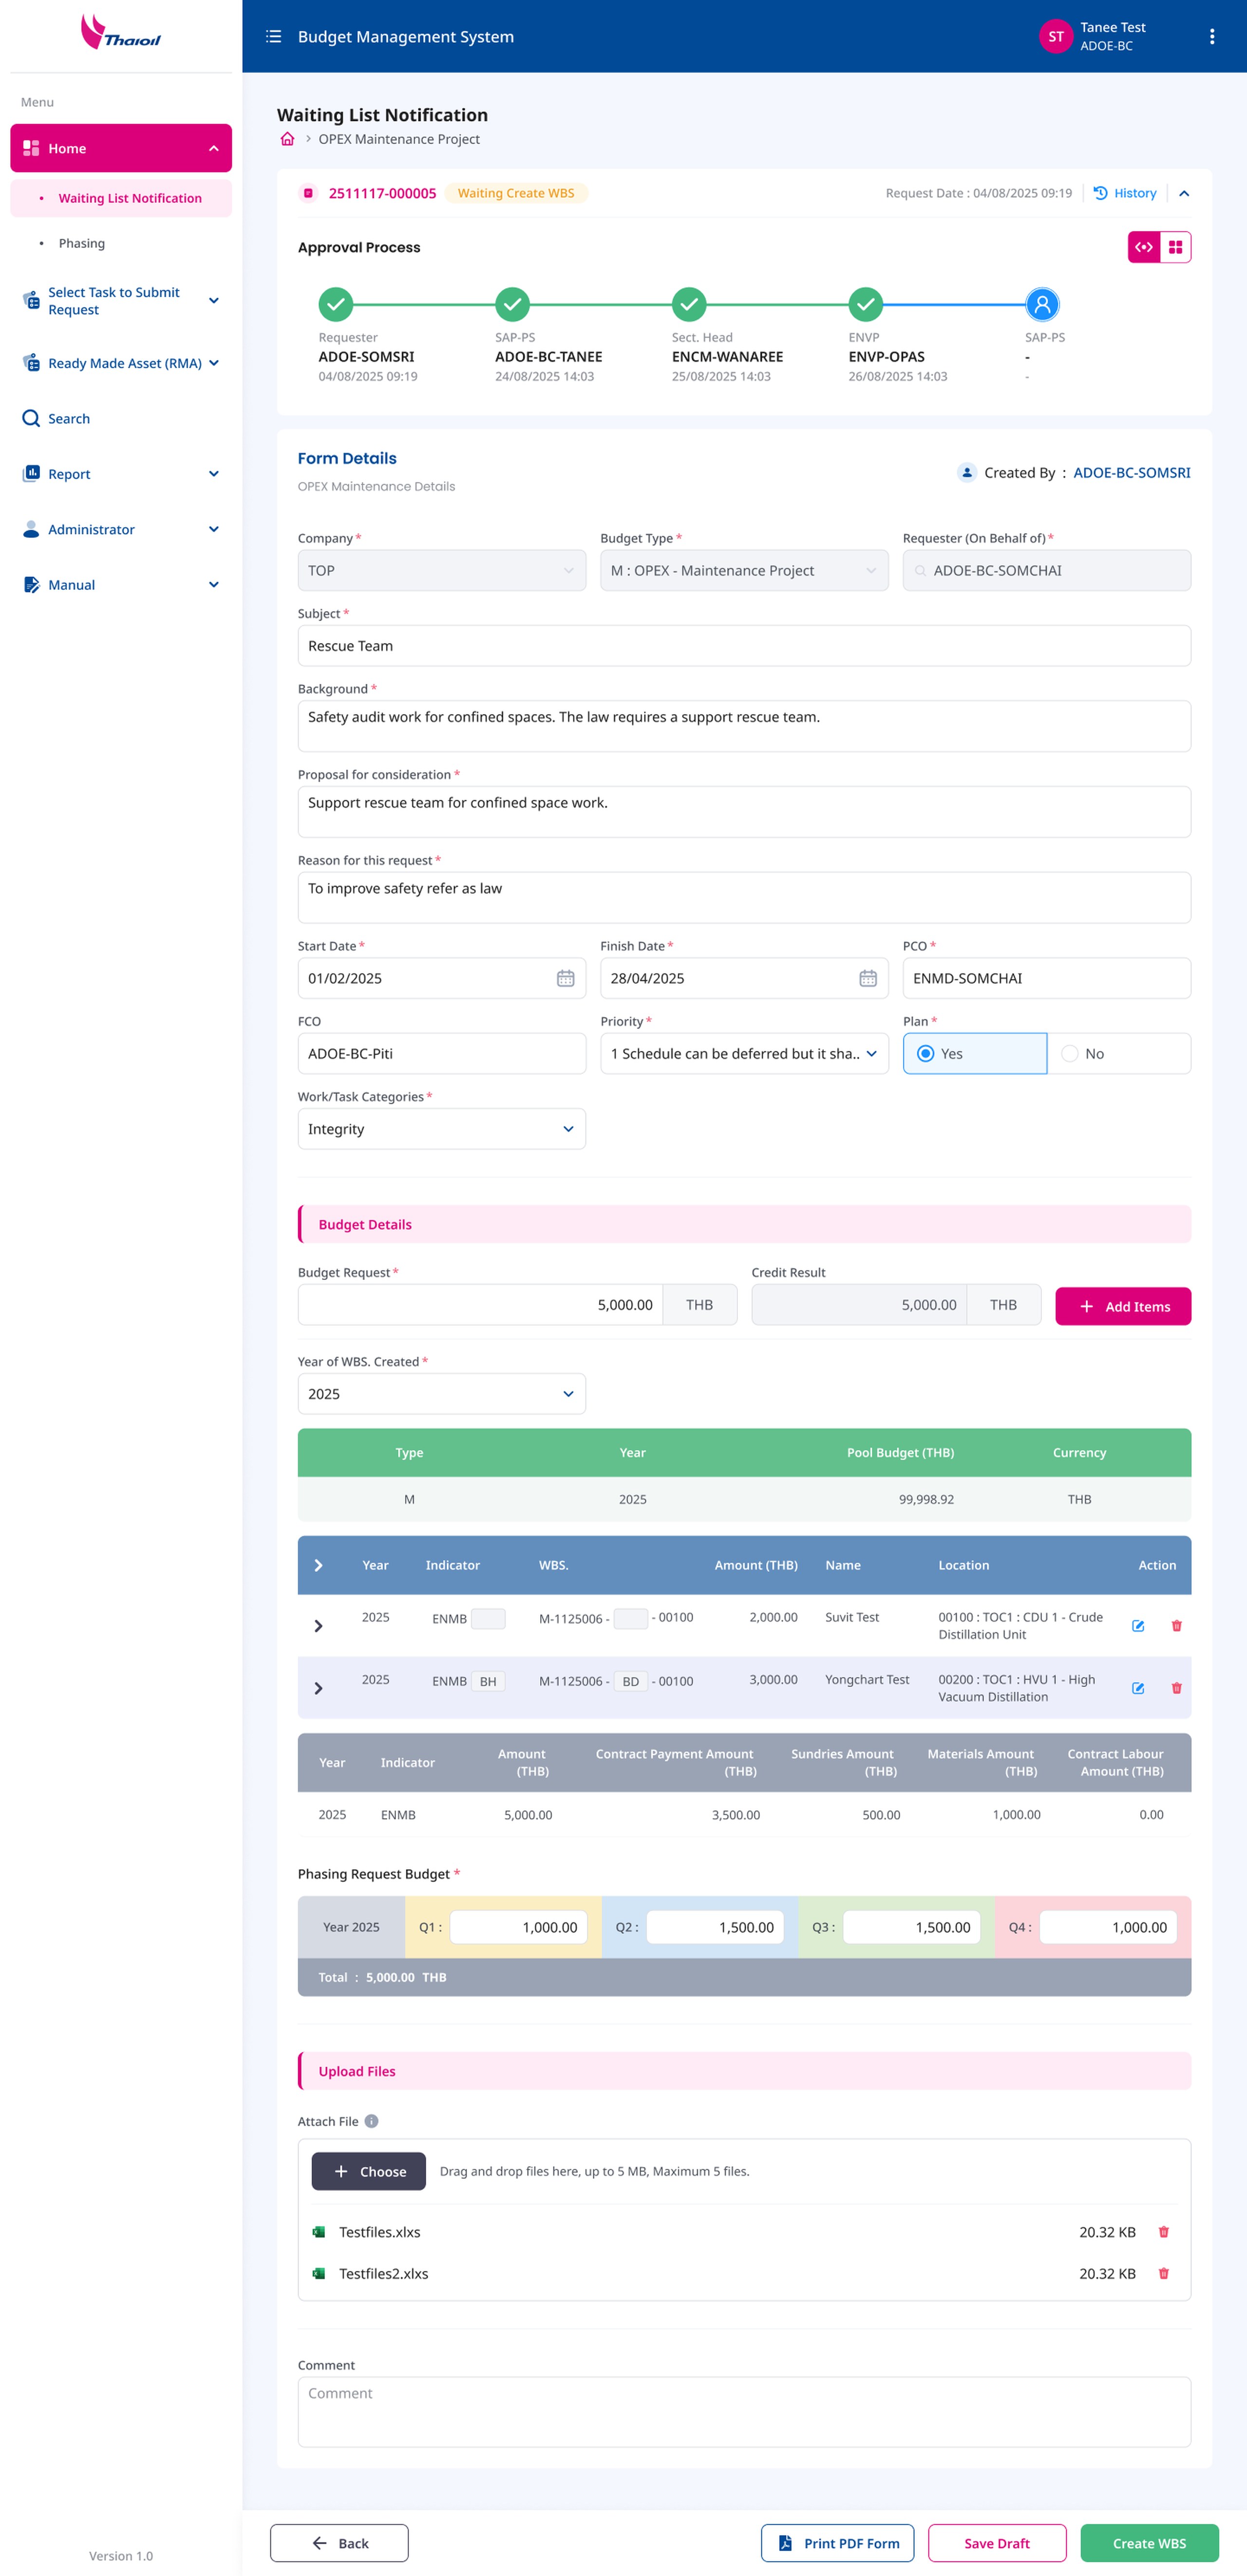 Thaioil
Budget Management System
ST
Tanee Test
ADOE-BC
Menu
Home
Waiting List Notification
Phasing
Select Task to Submit
Request
Ready Made Asset (RMA)
Search
Report
Administrator
Manual
Version 1.0
Waiting List Notification
OPEX Maintenance Project
2511117-000005 Waiting Create WBS Request Date : 04/08/2025 09:19 History
Approval Process
Requester SAP-PS Sect. Head ENVP SAP-PS
ADOE-SOMSRI ADOE-BC-TANEE ENCM-WANAREE ENVP-OPAS -
04/08/2025 09:19 24/08/2025 14:03 25/08/2025 14:03 26/08/2025 14:03 -
Form Details
OPEX Maintenance Details
Created By : ADOE-BC-SOMSRI
Company * Budget Type * Requester (On Behalf of) *
TOP M : OPEX - Maintenance Project ADOE-BC-SOMCHAI
Subject *
Rescue Team
Background *
Safety audit work for confined spaces. The law requires a support rescue team.
Proposal for consideration *
Support rescue team for confined space work.
Reason for this request *
To improve safety refer as law
Start Date * Finish Date * PCO *
01/02/2025 28/04/2025 ENMD-SOMCHAI
FCO Priority * Plan *
ADOE-BC-Piti 1 Schedule can be deferred but it sha.. Yes No
Work/Task Categories *
Integrity
Budget Details
Budget Request * Credit Result
5,000.00 THB 5,000.00 THB + Add Items
Year of WBS. Created *
2025
Type Year Pool Budget (THB) Currency
M 2025 99,998.92 THB
Year Indicator WBS. Amount (THB) Name Location Action
2025 ENMB M-1125006 - - 00100 2,000.00 Suvit Test 00100 : TOC1 : CDU 1 - Crude
Distillation Unit
2025 ENMB BH M-1125006 - BD - 00100 3,000.00 Yongchart Test 00200 : TOC1 : HVU 1 - High
Vacuum Distillation
Year Indicator Amount (THB) Contract Payment Amount (THB) Sundries Amount (THB) Materials Amount (THB) Contract Labour Amount (THB)
2025 ENMB 5,000.00 3,500.00 500.00 1,000.00 0.00
Phasing Request Budget *
Year 2025 Q1 : 1,000.00 Q2 : 1,500.00 Q3 : 1,500.00 Q4 : 1,000.00
Total : 5,000.00 THB
Upload Files
Attach File
+ Choose Drag and drop files here, up to 5 MB, Maximum 5 files.
Testfiles.xlxs 20.32 KB
Testfiles2.xlxs 20.32 KB
Comment
Comment
Back Print PDF Form Save Draft Create WBS